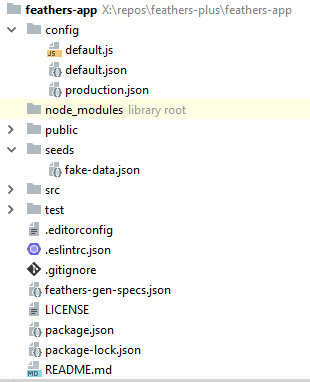 feathers-app X:\repos\feathers-plus\feathers-app
config
JS default.js
default.json
production.json
node_modules library root
public
seeds
fake-data.json
src
test
.editorconfig
.eslintrc.json
.gitignore
feathers-gen-specs.json
LICENSE
package.json
package-lock.json
MD README.md